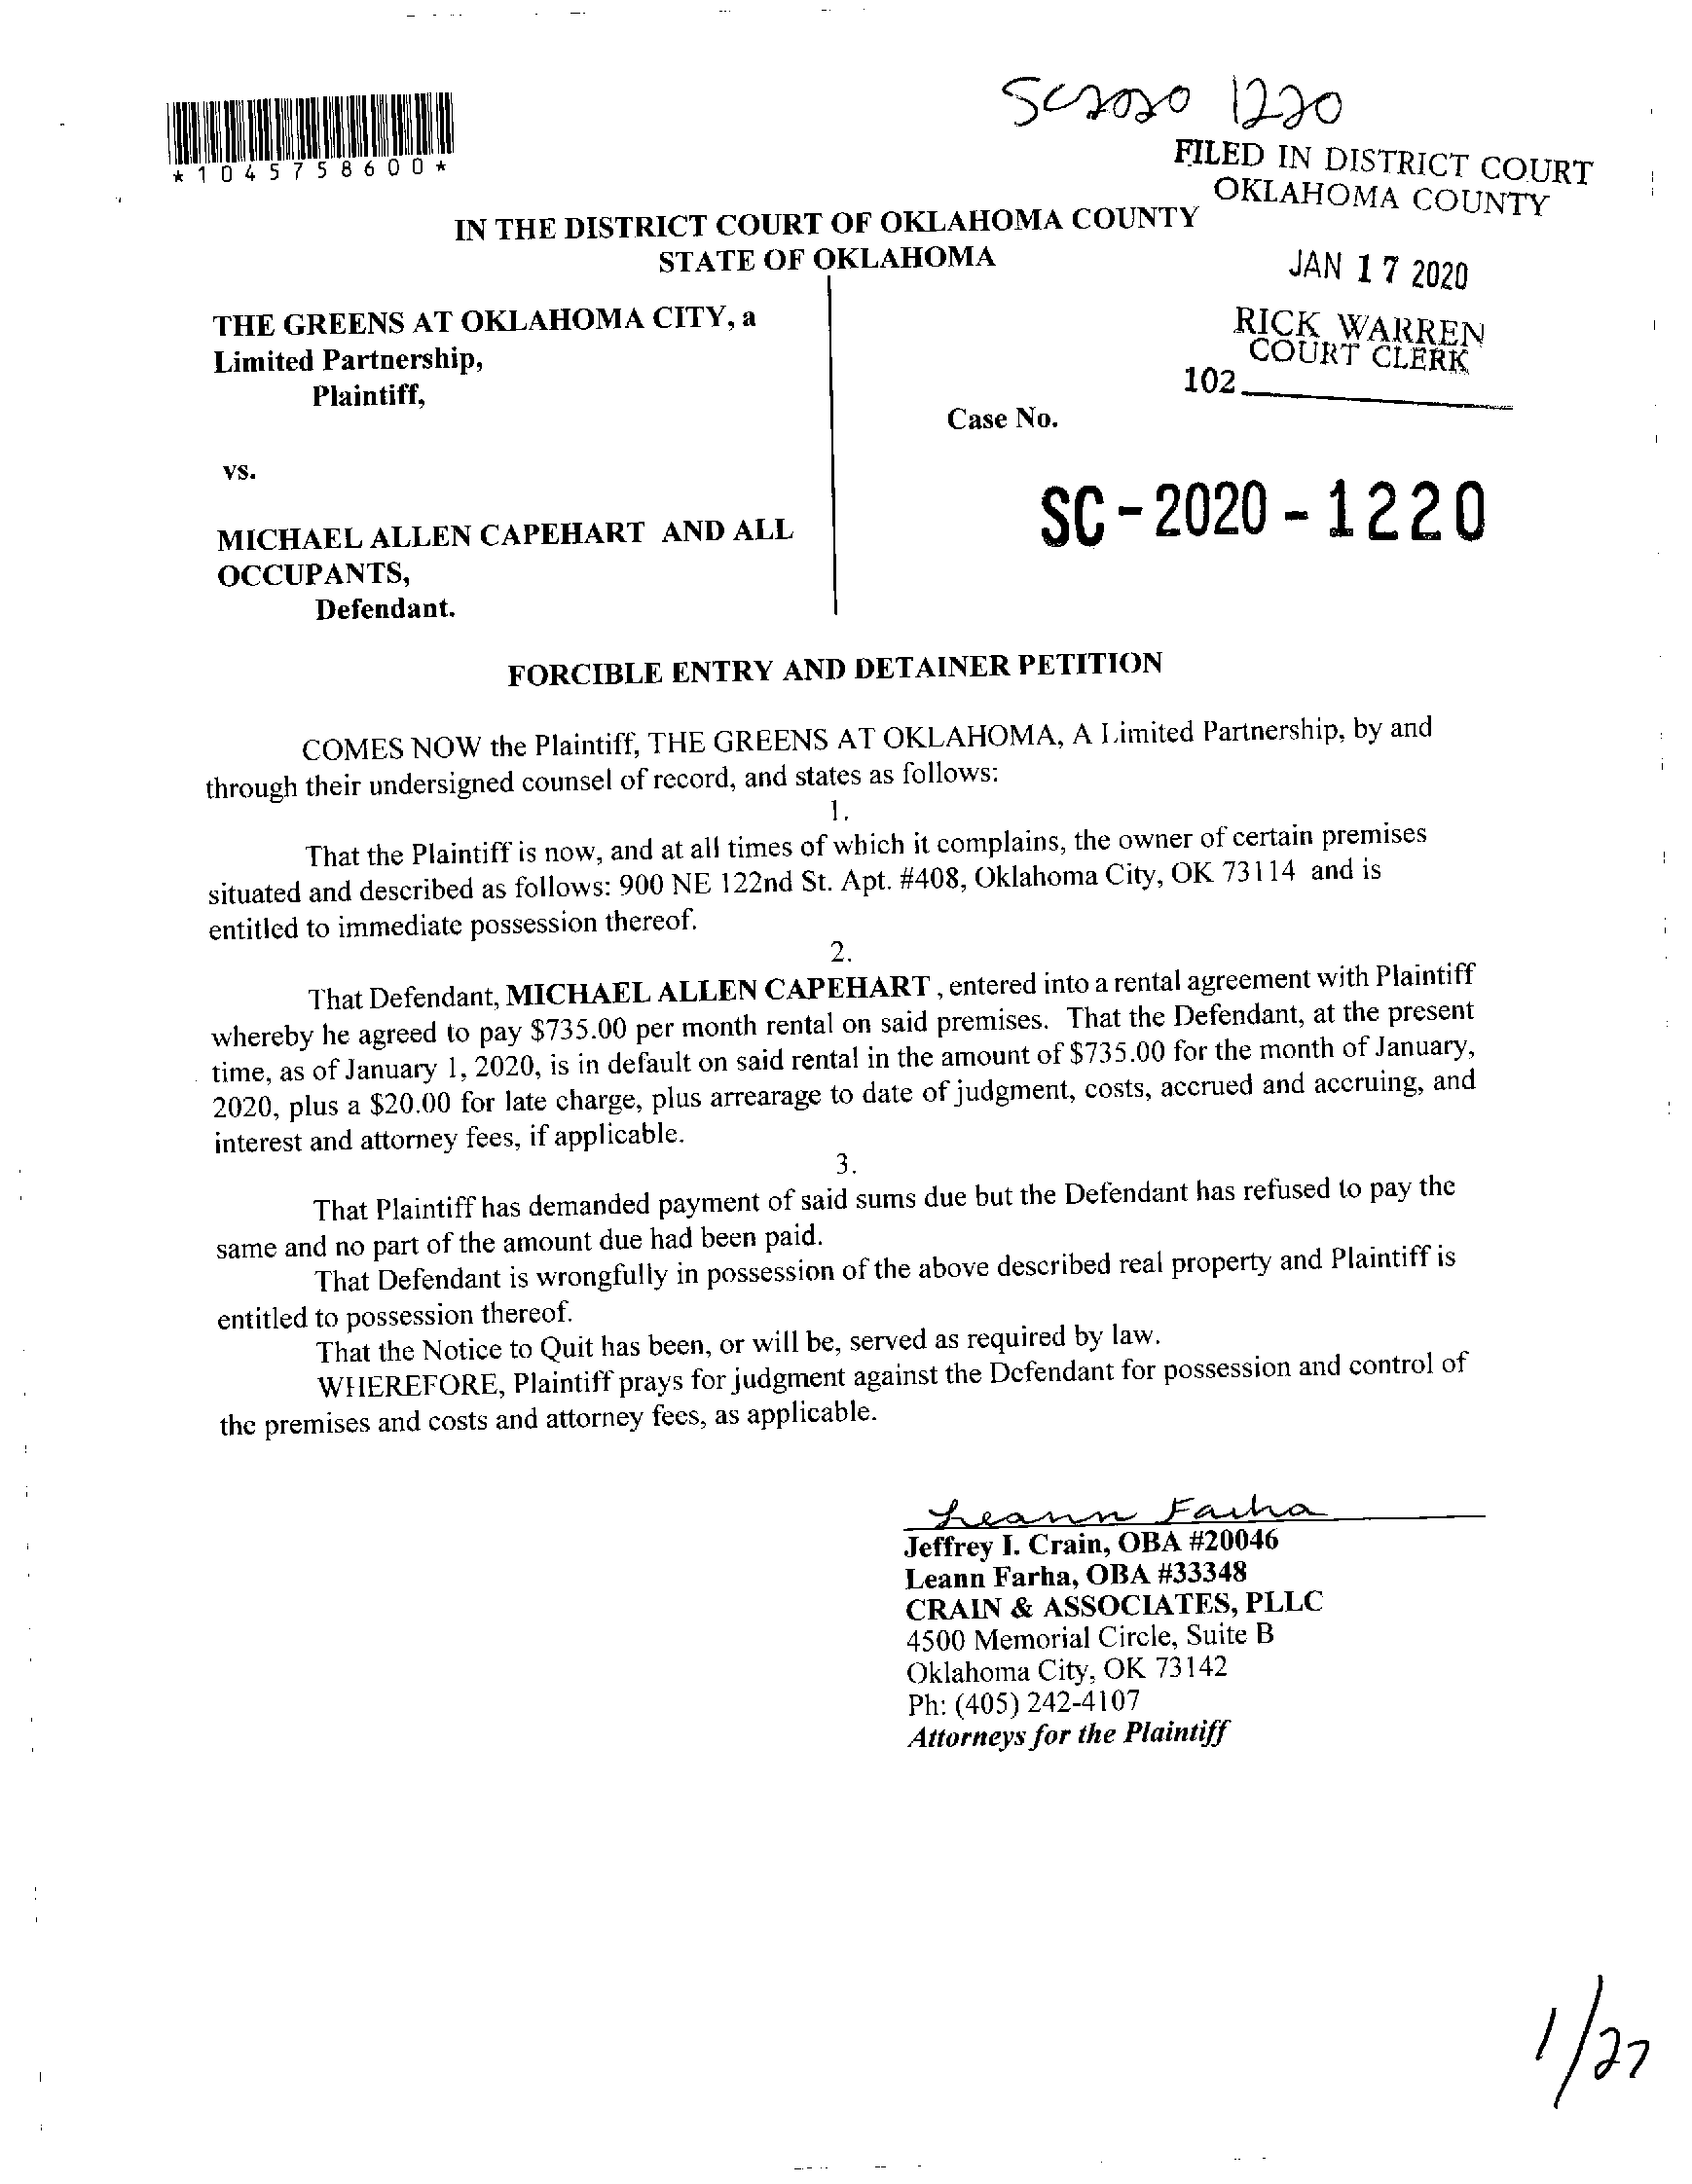 SC2020 1220
*1045758600*
FILED IN DISTRICT COURT
OKLAHOMA COUNTY
IN THE DISTRICT COURT OF OKLAHOMA COUNTY
STATE OF OKLAHOMA
JAN 17 2020
RICK WARREN
COURT CLERK
102
THE GREENS AT OKLAHOMA CITY, a
Limited Partnership,
Plaintiff,
Case No.
vs.
SC-2020-1220
MICHAEL ALLEN CAPEHART AND ALL
OCCUPANTS,
Defendant.
FORCIBLE ENTRY AND DETAINER PETITION
COMES NOW the Plaintiff, THE GREENS AT OKLAHOMA, A Limited Partnership, by and
through their undersigned counsel of record, and states as follows:
1.
That the Plaintiff is now, and at all times of which it complains, the owner of certain premises
situated and described as follows: 900 NE 122nd St. Apt. #408, Oklahoma City, OK 73114 and is
entitled to immediate possession thereof.
2.
That Defendant, MICHAEL ALLEN CAPEHART , entered into a rental agreement with Plaintiff
whereby he agreed to pay $735.00 per month rental on said premises. That the Defendant, at the present
time, as of January 1, 2020, is in default on said rental in the amount of $735.00 for the month of January,
2020, plus a $20.00 for late charge, plus arrearage to date of judgment, costs, accrued and accruing, and
interest and attorney fees, if applicable.
3.
That Plaintiff has demanded payment of said sums due but the Defendant has refused to pay the
same and no part of the amount due had been paid.
That Defendant is wrongfully in possession of the above described real property and Plaintiff is
entitled to possession thereof.
That the Notice to Quit has been, or will be, served as required by law.
WHEREFORE, Plaintiff prays for judgment against the Defendant for possession and control of
the premises and costs and attorney fees, as applicable.
Leann Farha
Jeffrey I. Crain, OBA #20046
Leann Farha, OBA #33348
CRAIN & ASSOCIATES, PLLC
4500 Memorial Circle, Suite B
Oklahoma City, OK 73142
Ph: (405) 242-4107
Attorneys for the Plaintiff
1/27